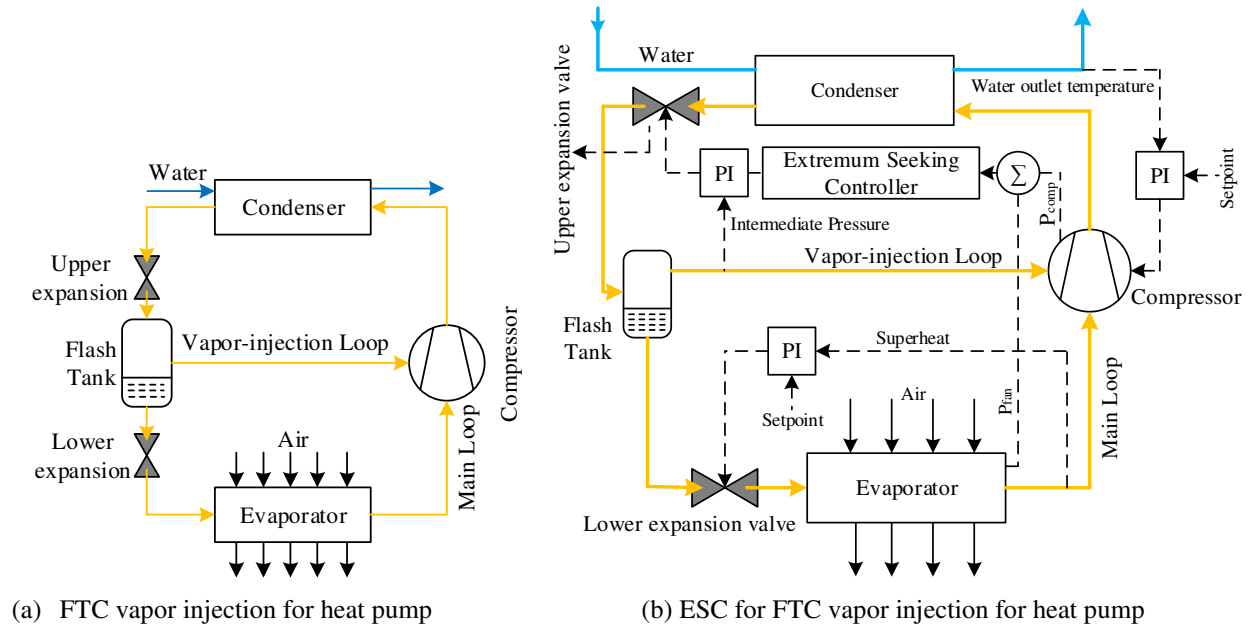 Water
Condenser
Upper
expansion
Flash
Tank
Vapor-injection Loop
Compressor
Lower
expansion
Air
Main Loop
Evaporator
(a) FTC vapor injection for heat pump
Water
Condenser
Water outlet temperature
Upper expansion valve
PI
Extremum Seeking
Controller
Σ
Pcomp
PI
Setpoint
Intermediate Pressure
Vapor-injection Loop
Compressor
Flash
Tank
PI
Superheat
Setpoint
Air
Pfan
Main Loop
Evaporator
Lower expansion valve
(b) ESC for FTC vapor injection for heat pump